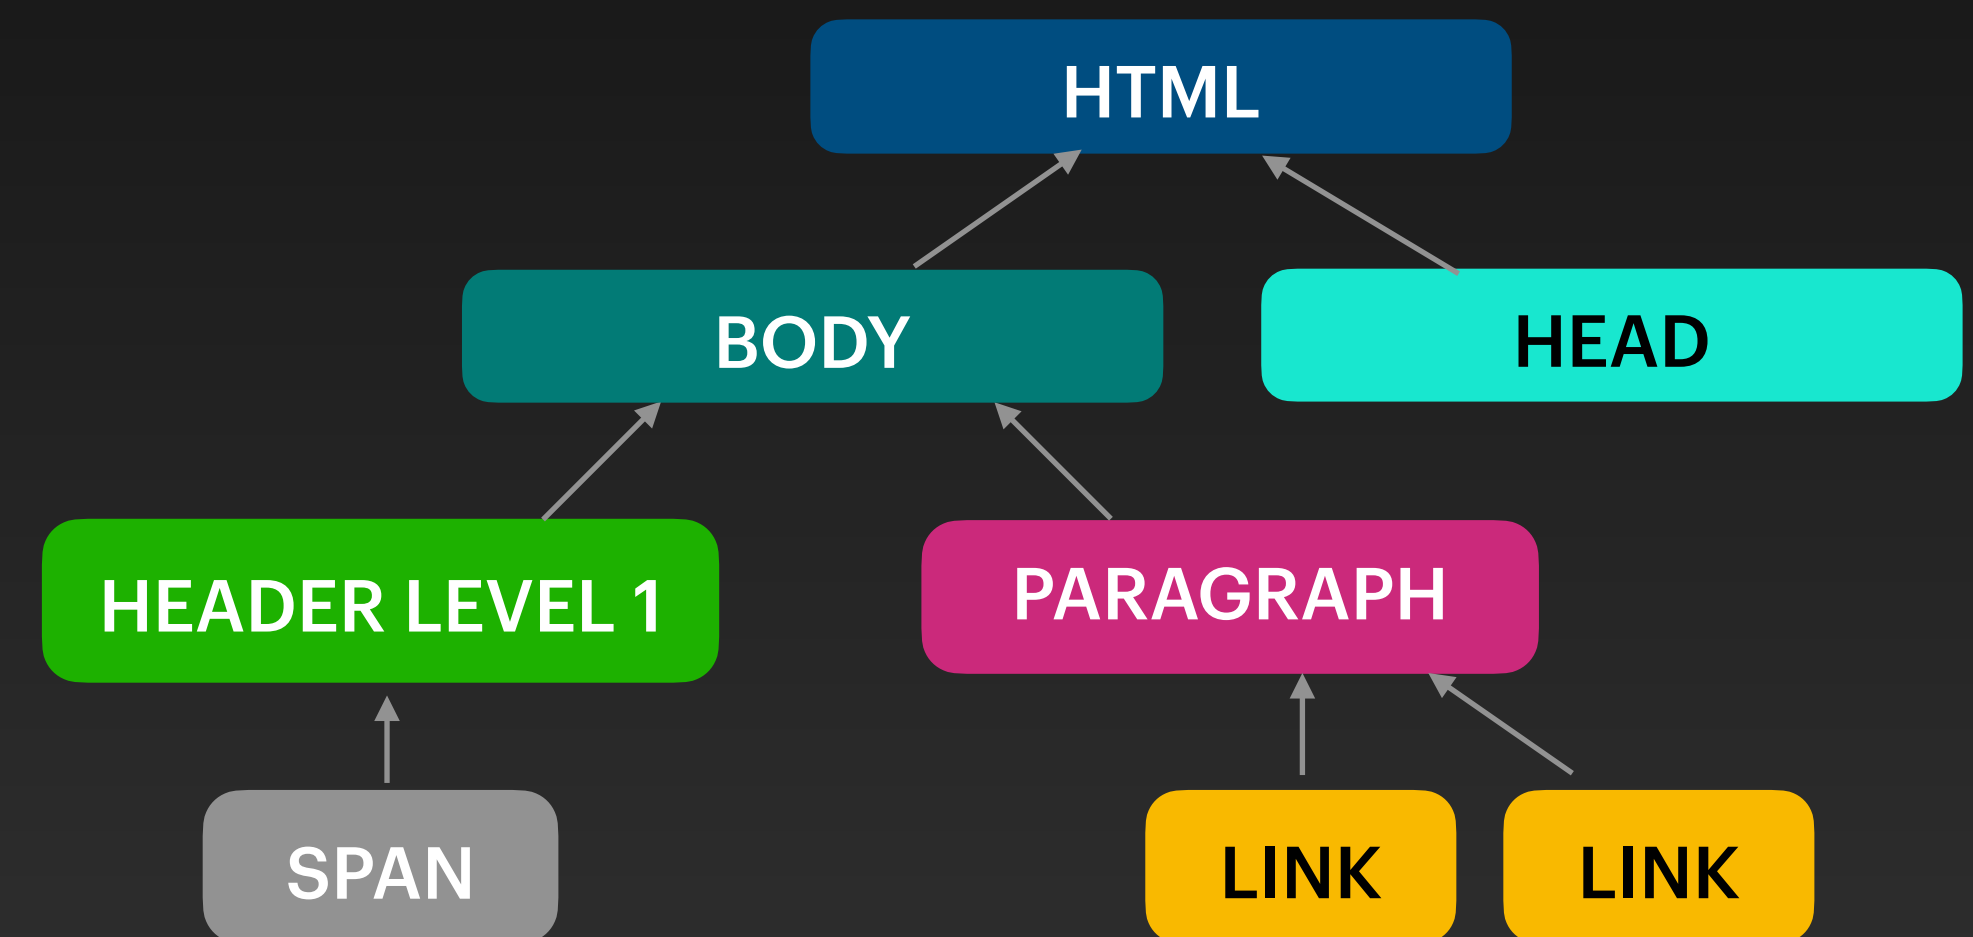 HTML
BODY
HEAD
HEADER LEVEL 1
PARAGRAPH
SPAN
LINK
LINK